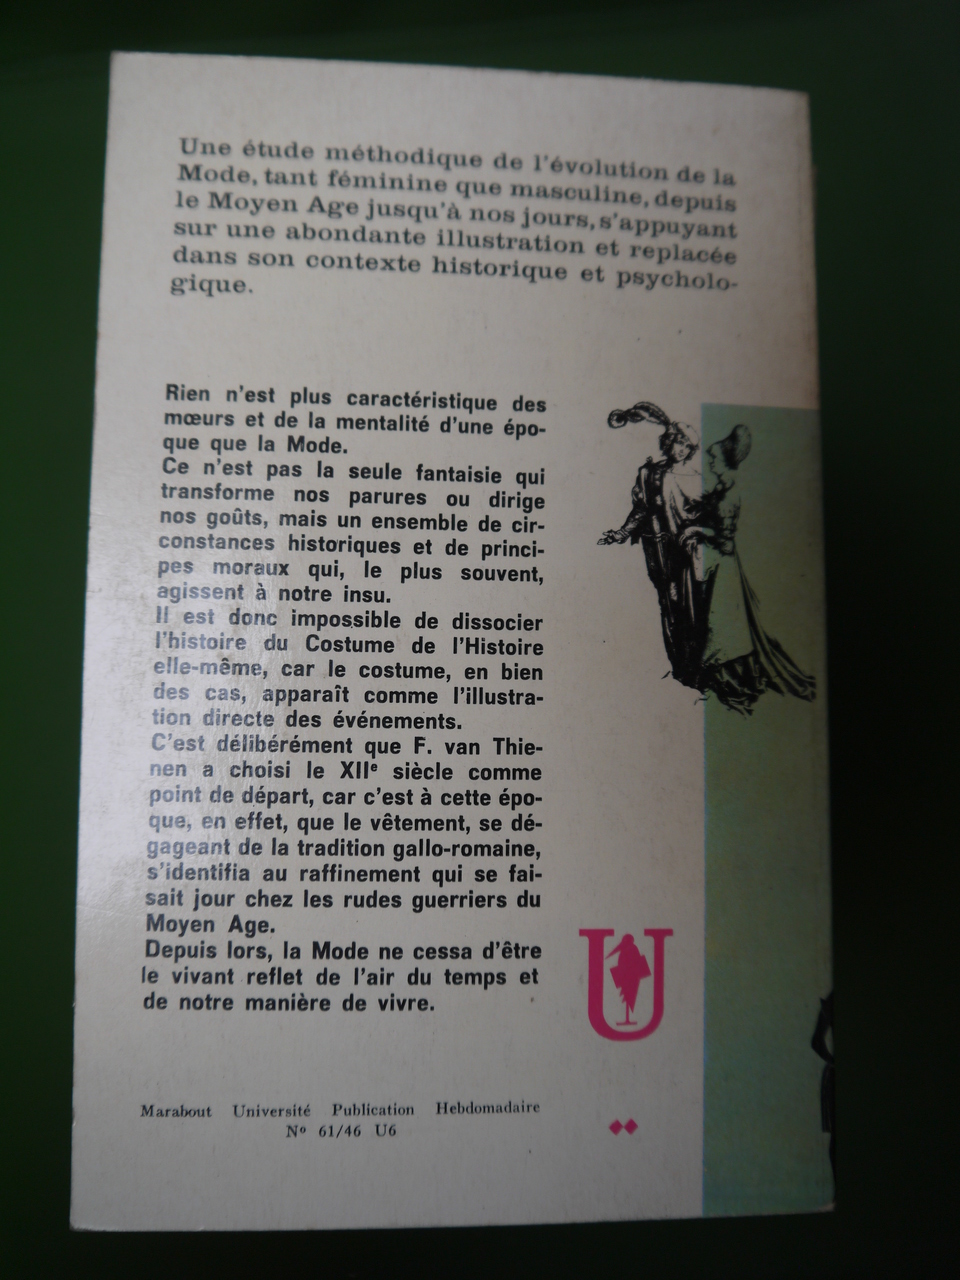 Une étude méthodique de l'évolution de la
Mode, tant féminine que masculine, depuis
le Moyen Age jusqu'à nos jours, s'appuyant
sur une abondante illustration et replacée
dans son contexte historique et psycholo-
gique.
Rien n'est plus caractéristique des
mœurs et de la mentalité d'une épo-
que que la Mode.
Ce n'est pas la seule fantaisie qui
transforme nos parures ou dirige
nos goûts, mais un ensemble de cir-
constances historiques et de princi-
pes moraux qui, le plus souvent,
agissent à notre insu.
Il est donc impossible de dissocier
l'histoire du Costume de l'Histoire
elle-même, car le costume, en bien
des cas, apparaît comme l'illustra-
tion directe des événements.
C'est délibérément que F. van Thie-
nen a choisi le XIIe siècle comme
point de départ, car c'est à cette épo-
que, en effet, que le vêtement, se dé-
gageant de la tradition gallo-romaine,
s'identifia au raffinement qui se fai-
sait jour chez les rudes guerriers du
Moyen Age.
Depuis lors, la Mode ne cessa d'être
le vivant reflet de l'air du temps et
de notre manière de vivre.
U
Marabout Université Publication Hebdomadaire
Nº 61/46 U6